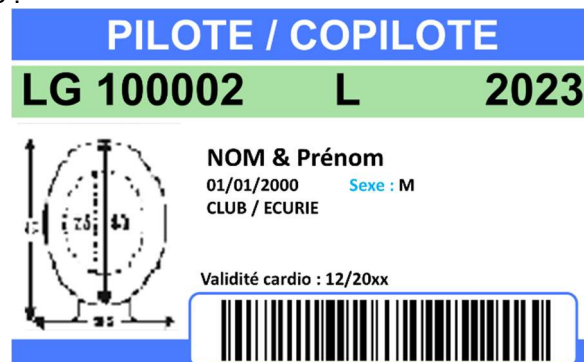 PILOTE / COPILOTE
LG 100002 L 2023
NOM & Prénom
01/01/2000 Sexe : M
CLUB / ECURIE
Validité cardio : 12/20xx